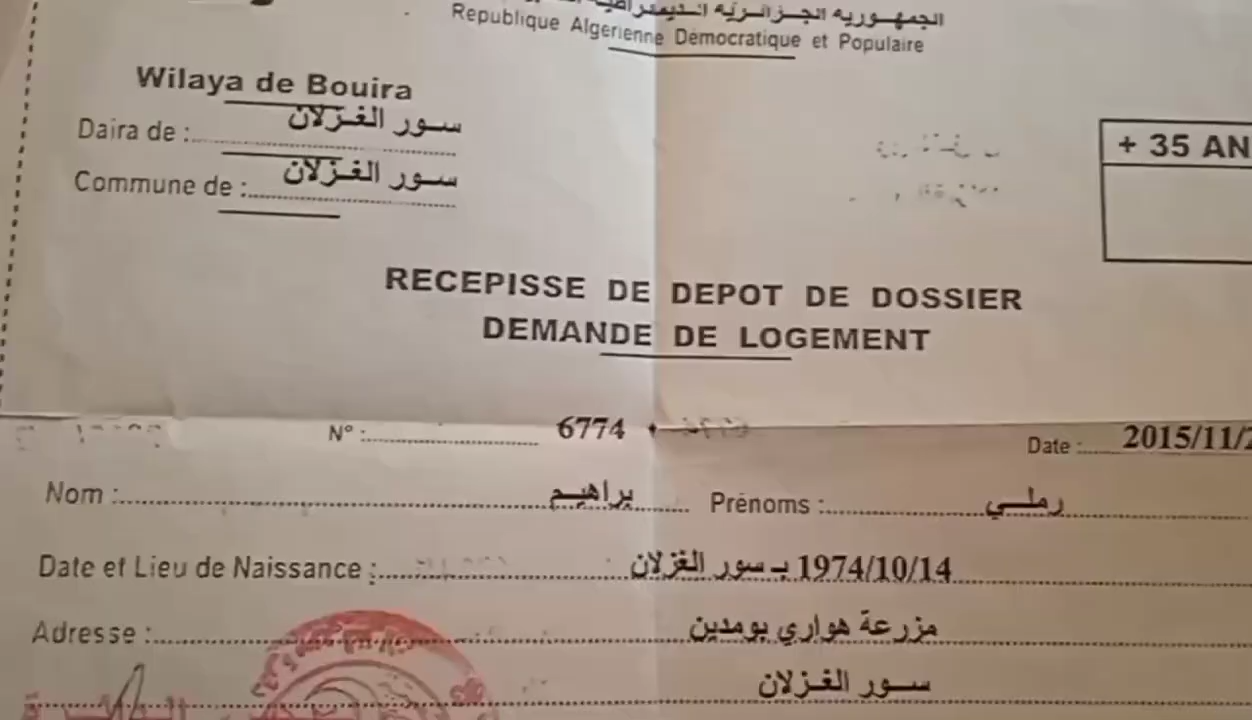 الجمهورية الجزائرية الديمقراطية
Republique Algerienne Démocratique et Populaire
Wilaya de Bouira
Daira de : سور الغزلان
Commune de : سور الغزلان
+ 35 AN
RECEPISSE DE DEPOT DE DOSSIER
DEMANDE DE LOGEMENT
N° : 6774
Date : 2015/11/2
Nom : براهيم Prénoms : رملي
Date et Lieu de Naissance : 1974/10/14 بـ سور الغزلان
Adresse : مزرعة هواري بومدين
سور الغزلان